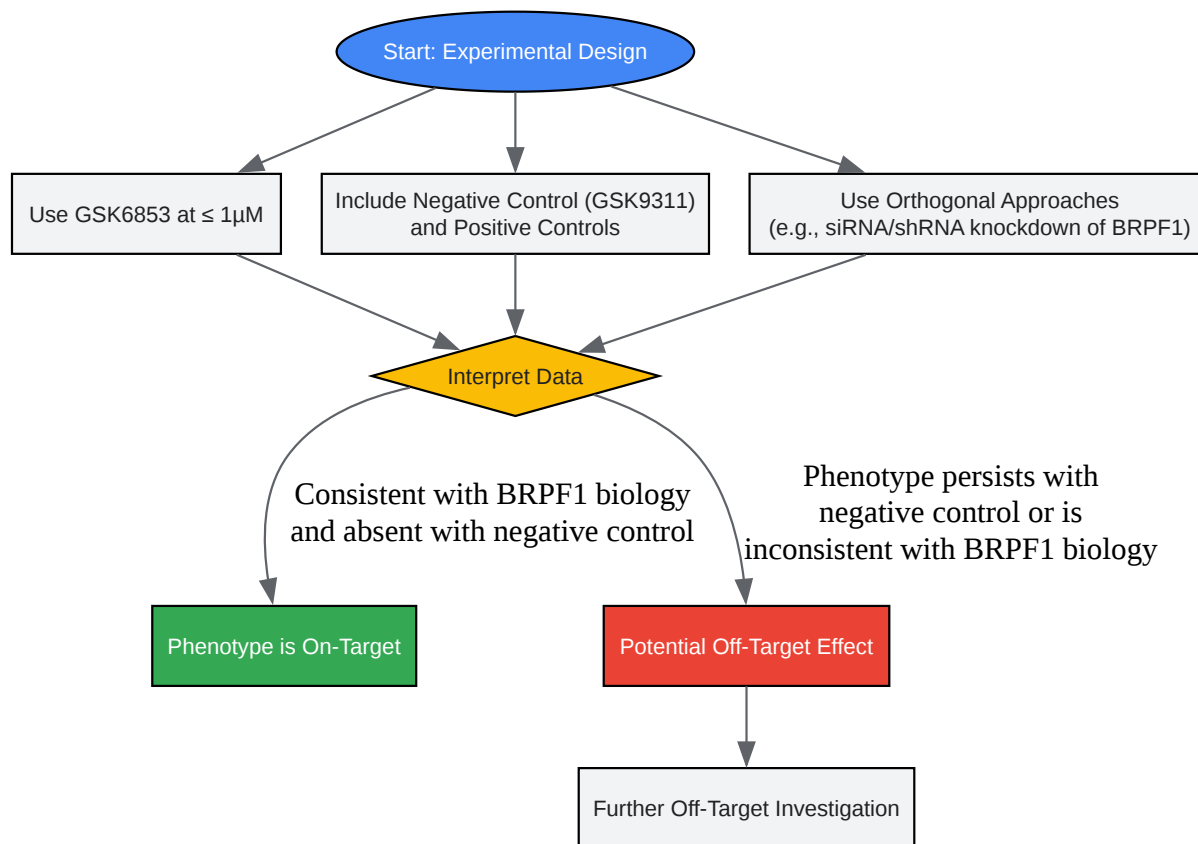 Start: Experimental Design
Use GSK6853 at ≤ 1µM
Include Negative Control (GSK9311)
and Positive Controls
Use Orthogonal Approaches
(e.g., siRNA/shRNA knockdown of BRPF1)
Interpret Data
Consistent with BRPF1 biology
and absent with negative control
Phenotype persists with
negative control or is
inconsistent with BRPF1 biology
Phenotype is On-Target
Potential Off-Target Effect
Further Off-Target Investigation